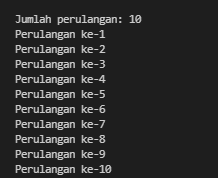 Jumlah perulangan: 10
Perulangan ke-1
Perulangan ke-2
Perulangan ke-3
Perulangan ke-4
Perulangan ke-5
Perulangan ke-6
Perulangan ke-7
Perulangan ke-8
Perulangan ke-9
Perulangan ke-10